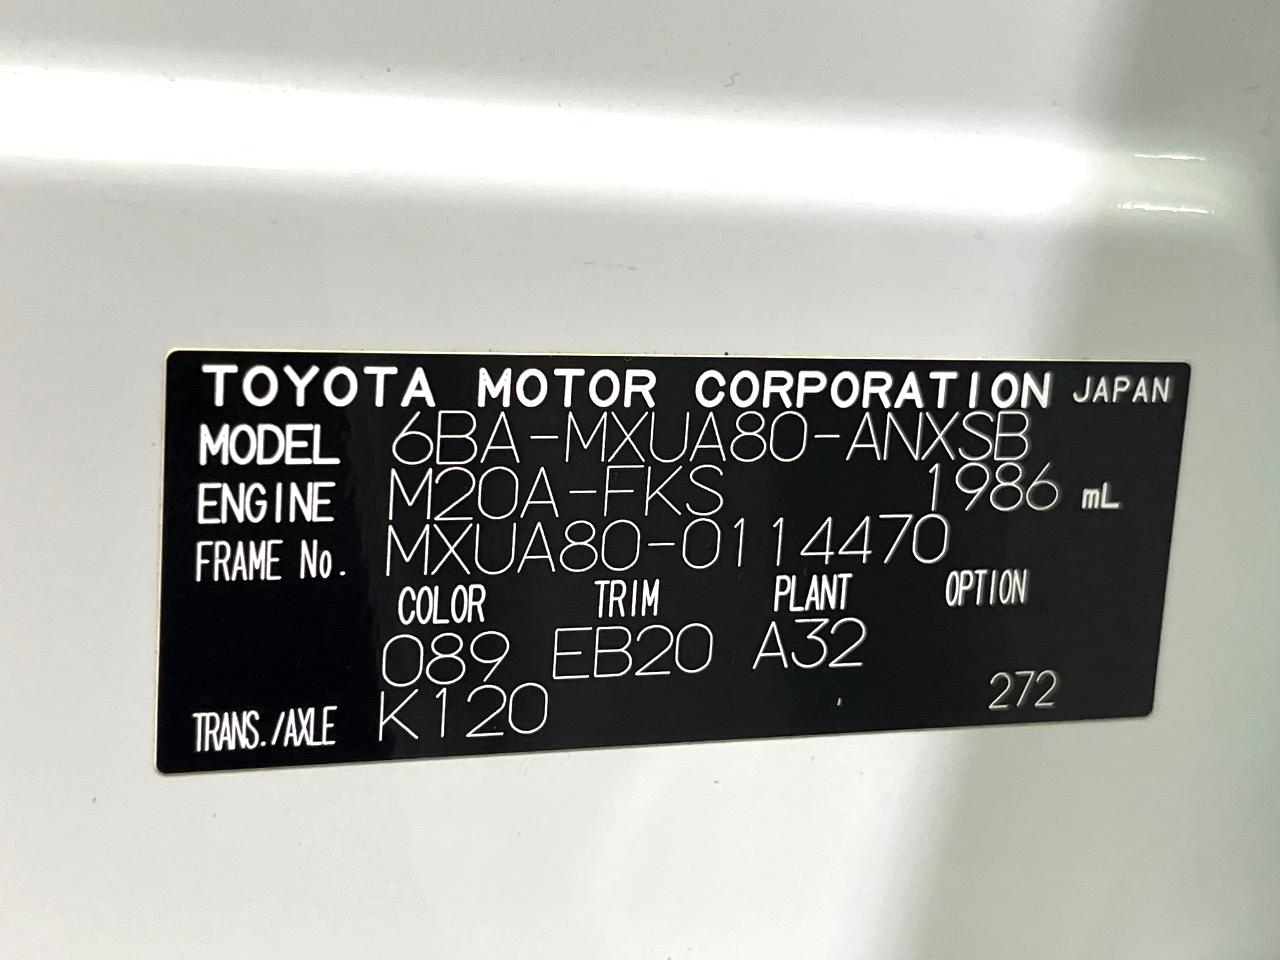 TOYOTA MOTOR CORPORATION JAPAN
MODEL 6BA-MXUA80-ANXSB
ENGINE M20A-FKS 1986 mL
FRAME No. MXUA80-0114470
COLOR TRIM PLANT OPTION
089 EB20 A32
TRANS./AXLE K120 272